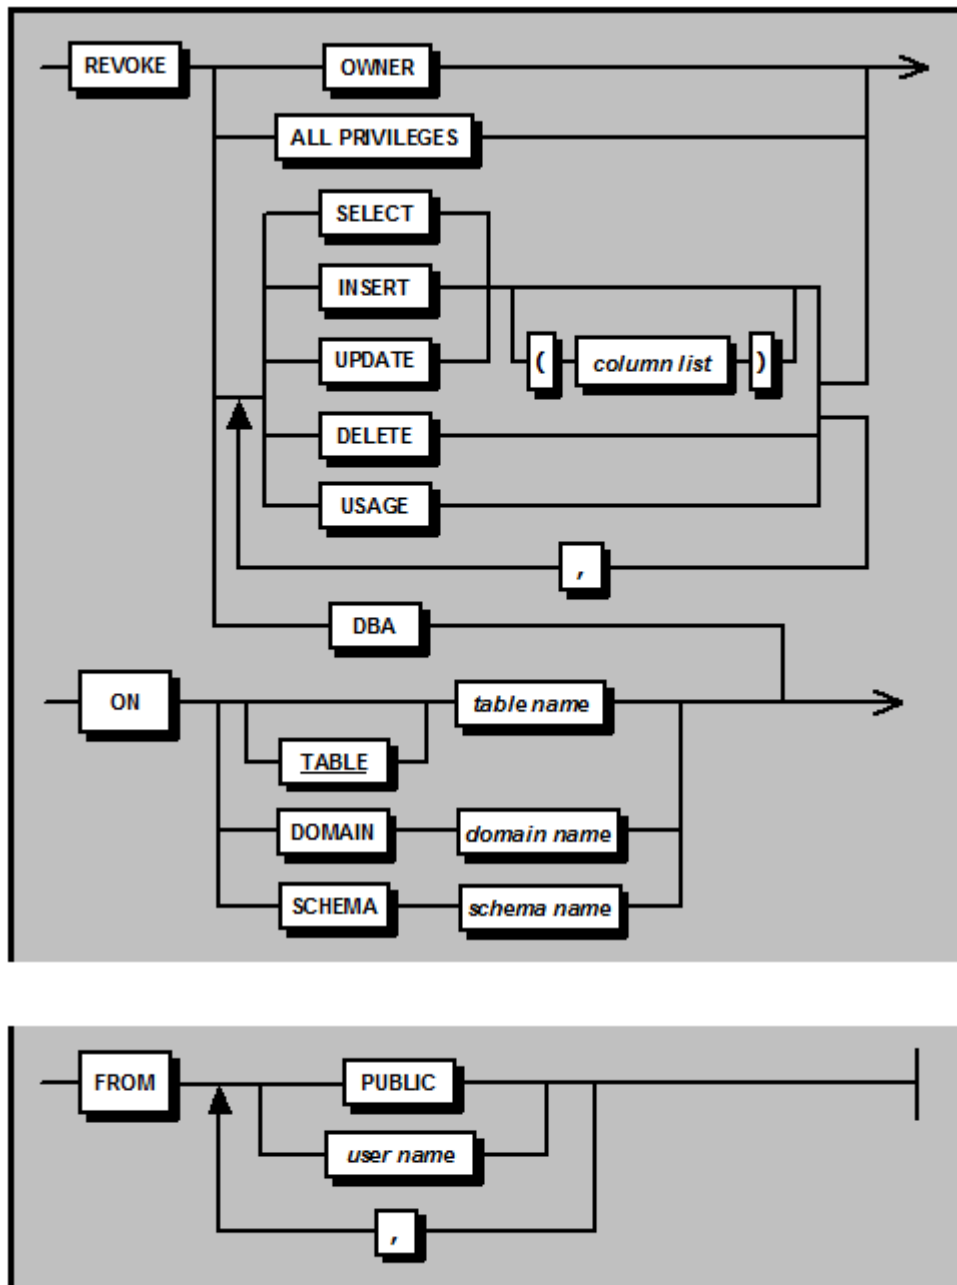 REVOKE
OWNER
ALL PRIVILEGES
SELECT
INSERT
UPDATE
( column list )
DELETE
USAGE
,
DBA
ON
table name
TABLE
DOMAIN domain name
SCHEMA schema name
FROM
PUBLIC
user name
,